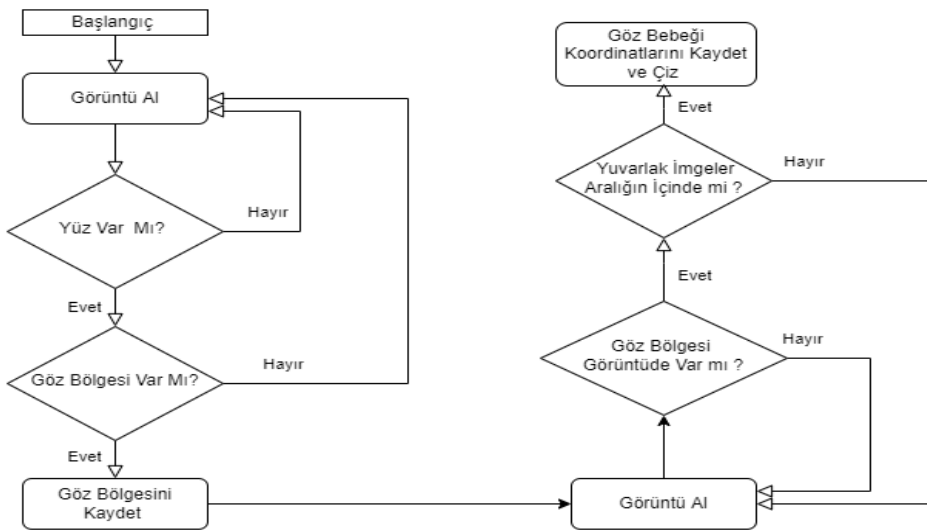 Başlangıç
Görüntü Al
Yüz Var Mı?
Hayır
Evet
Göz Bölgesi Var Mı?
Hayır
Evet
Göz Bölgesini
Kaydet
Görüntü Al
Göz Bölgesi
Görüntüde Var mı ?
Hayır
Evet
Yuvarlak İmgeler
Aralığın İçinde mi ?
Hayır
Evet
Göz Bebeği
Koordinatlarını Kaydet
ve Çiz